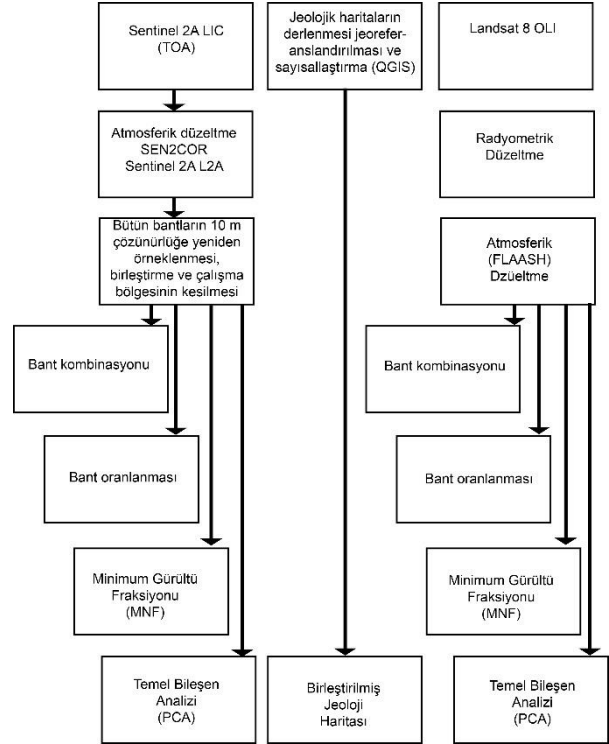 Sentinel 2A LIC
(TOA)
Jeolojik haritaların
derlenmesi jeorefer-
anslandırılması ve
sayısallaştırma (QGIS)
Landsat 8 OLI
Atmosferik düzeltme
SEN2COR
Sentinel 2A L2A
Radyometrik
Düzeltme
Bütün bantların 10 m
çözünürlüğe yeniden
örneklenmesi,
birleştirme ve çalışma
bölgesinin kesilmesi
Atmosferik
(FLAASH)
Dzüeltme
Bant kombinasyonu
Bant kombinasyonu
Bant oranlanması
Bant oranlanması
Minimum Gürültü
Fraksiyonu
(MNF)
Minimum Gürültü
Fraksiyonu
(MNF)
Temel Bileşen
Analizi
(PCA)
Birleştirilmiş
Jeoloji
Haritası
Temel Bileşen
Analizi
(PCA)